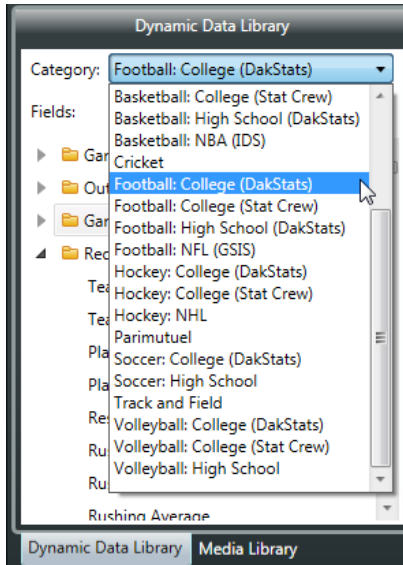 Dynamic Data Library
Category: Football: College (DakStats)
Fields:
Basketball: College (Stat Crew)
Basketball: High School (DakStats)
Basketball: NBA (IDS)
Cricket
Football: College (DakStats)
Football: College (Stat Crew)
Football: High School (DakStats)
Football: NFL (GSIS)
Hockey: College (DakStats)
Hockey: College (Stat Crew)
Hockey: NHL
Parimutuel
Soccer: College (DakStats)
Soccer: High School
Track and Field
Volleyball: College (DakStats)
Volleyball: College (Stat Crew)
Volleyball: High School
Rushing Average
Dynamic Data Library Media Library